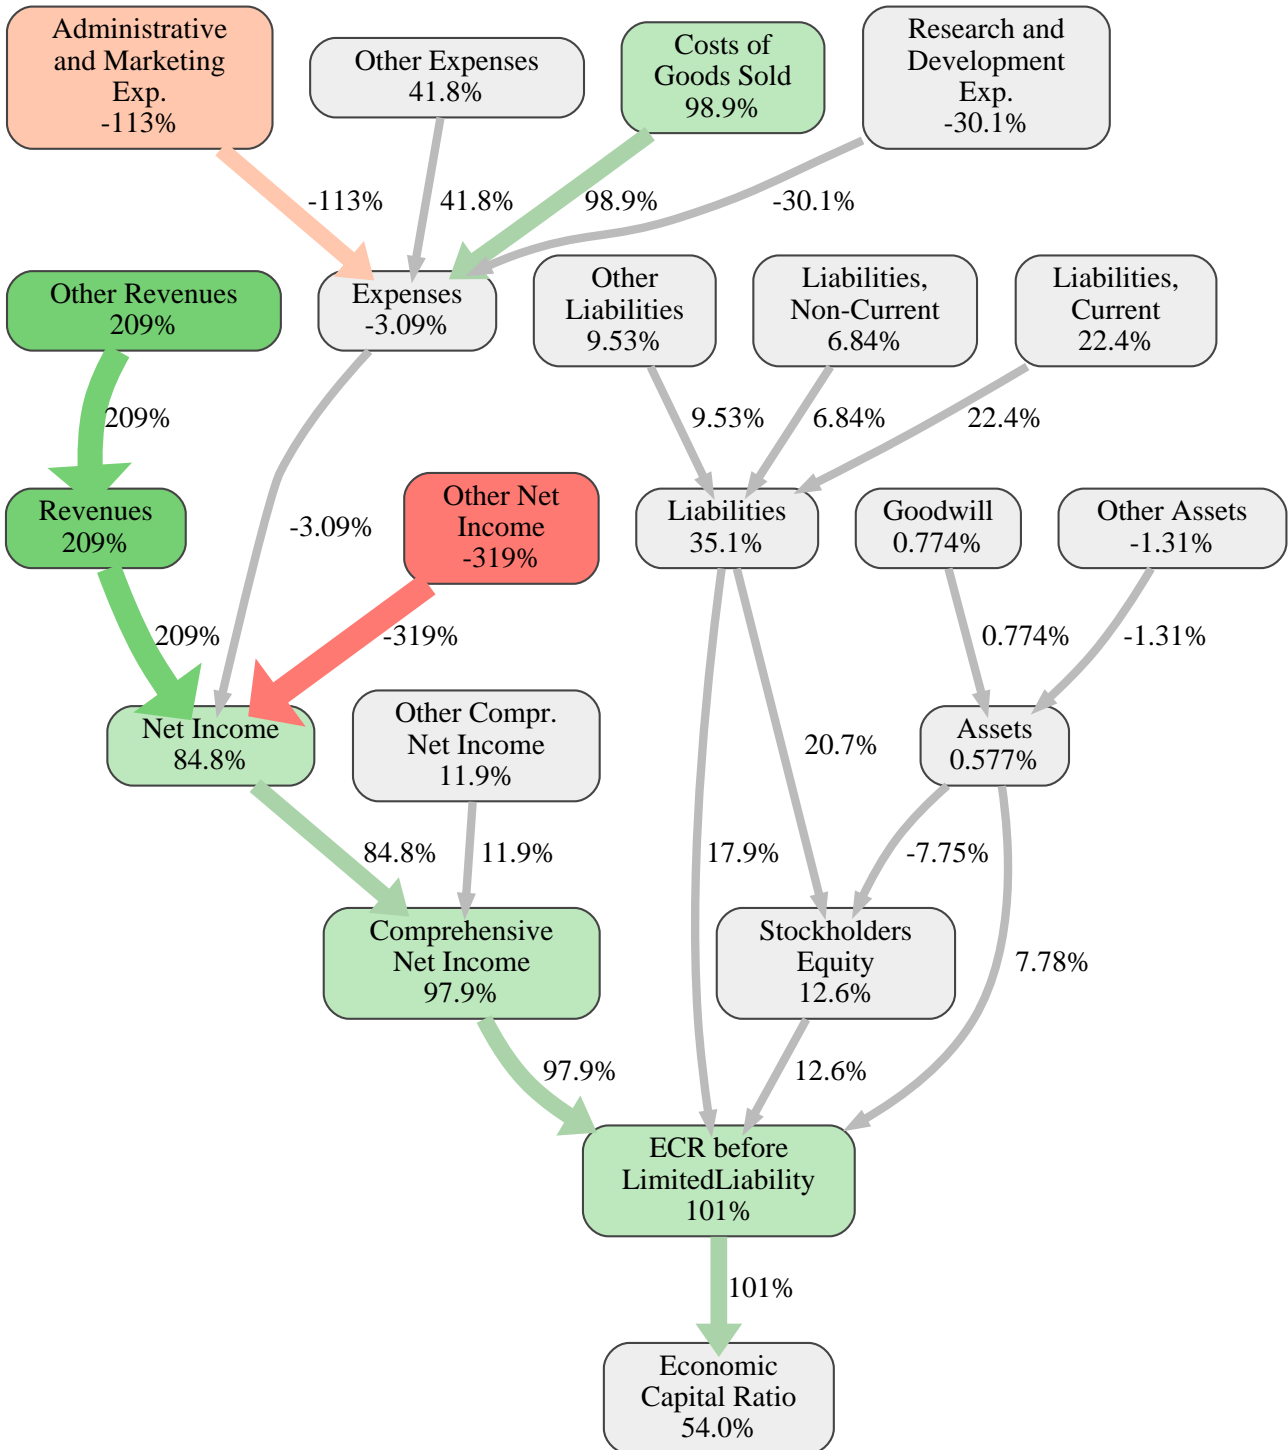 Administrative
and Marketing
Exp.
-113%
Other Expenses
41.8%
Costs of
Goods Sold
98.9%
Research and
Development
Exp.
-30.1%
-113%
41.8%
98.9%
-30.1%
Other Revenues
209%
Expenses
-3.09%
Other
Liabilities
9.53%
Liabilities,
Non-Current
6.84%
Liabilities,
Current
22.4%
209%
9.53%
6.84%
22.4%
Revenues
209%
-3.09%
Other Net
Income
-319%
Liabilities
35.1%
Goodwill
0.774%
Other Assets
-1.31%
209%
-319%
0.774%
-1.31%
Net Income
84.8%
Other Compr.
Net Income
11.9%
20.7%
Assets
0.577%
84.8%
11.9%
17.9%
-7.75%
Comprehensive
Net Income
97.9%
Stockholders
Equity
12.6%
7.78%
97.9%
12.6%
ECR before
LimitedLiability
101%
101%
Economic
Capital Ratio
54.0%